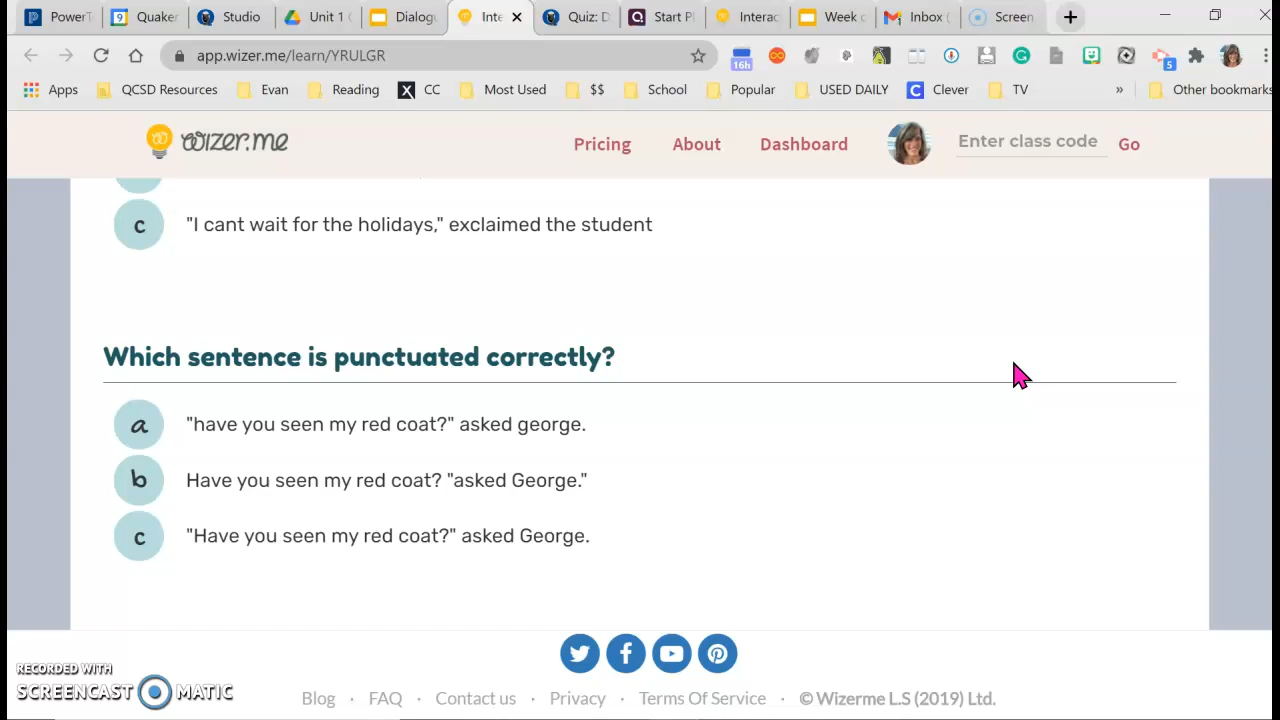 PowerT
9 Quaker
Studio
Unit 1
Dialog
Inte
Quiz: D
Start Pl
Interac
Week
Inbox (
Screen
app.wizer.me/learn/YRULGR
16h
5
Apps
QCSD Resources
Evan
Reading
X CC
Most Used
$$
School
Popular
USED DAILY
C Clever
TV
»
Other bookmarks
WIZER.ME
Pricing
About
Dashboard
Enter class code
Go
c "I cant wait for the holidays," exclaimed the student
Which sentence is punctuated correctly?
a "have you seen my red coat?" asked george.
b Have you seen my red coat? "asked George."
c "Have you seen my red coat?" asked George.
RECORDED WITH
SCREENCAST MATIC
Blog · FAQ · Contact us · Privacy · Terms Of Service · © Wizerme L.S (2019) Ltd.